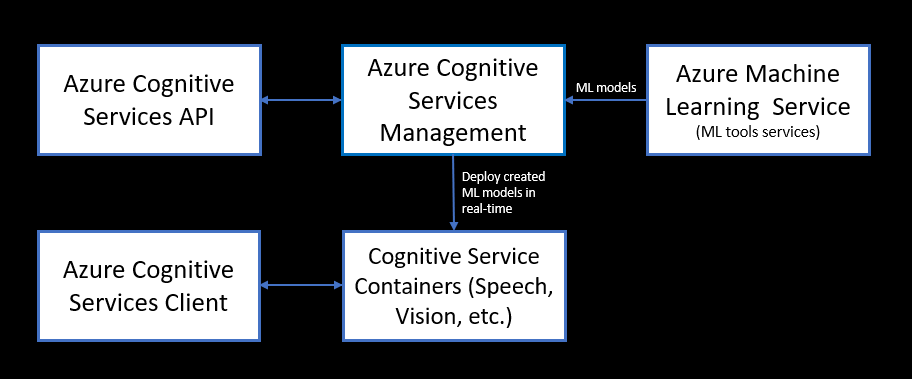 Azure Cognitive
Services API
Azure Cognitive
Services
Management
ML models
Azure Machine
Learning Service
(ML tools services)
Deploy created
ML models in
real-time
Azure Cognitive
Services Client
Cognitive Service
Containers (Speech,
Vision, etc.)